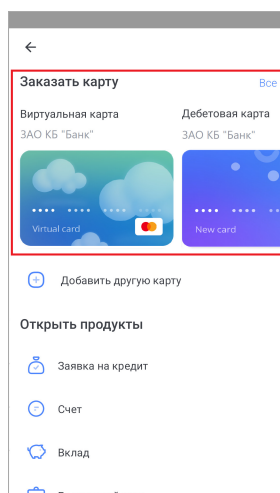 Заказать карту Все
Виртуальная карта Дебетовая карта
ЗАО КБ "Банк" ЗАО КБ "Банк"
Virtual card New card
Добавить другую карту
Открыть продукты
Заявка на кредит
Счет
Вклад